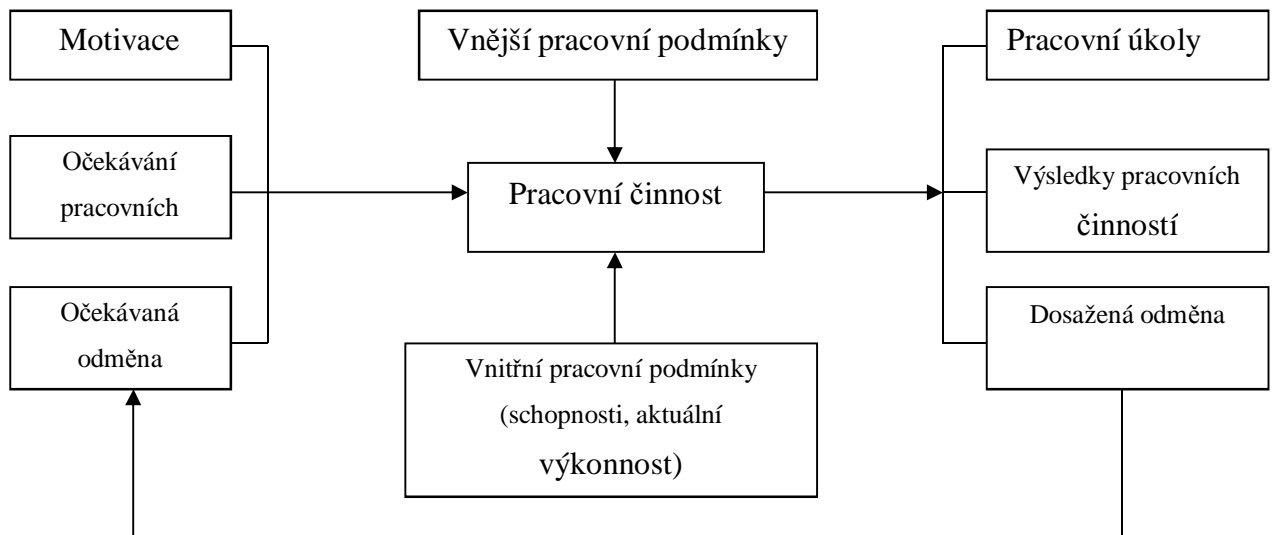 Motivace
Vnější pracovní podmínky
Pracovní úkoly
Očekávání
pracovních
Pracovní činnost
Výsledky pracovních
činností
Očekávaná
odměna
Vnitřní pracovní podmínky
(schopnosti, aktuální
výkonnost)
Dosažená odměna